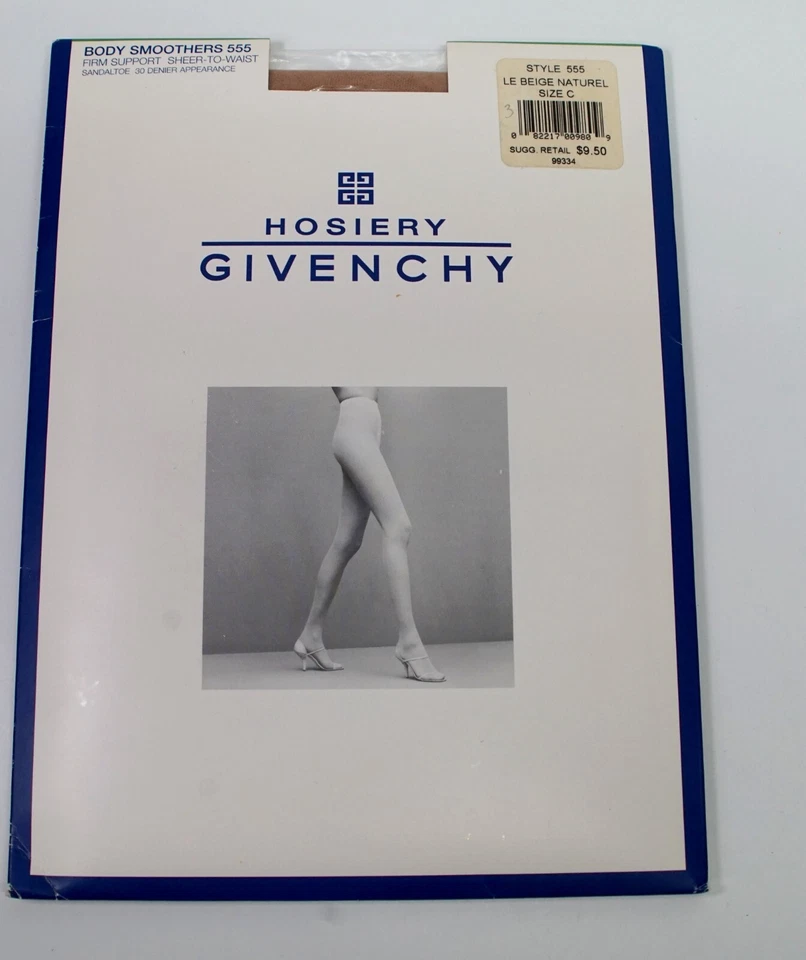 BODY SMOOTHERS 555
FIRM SUPPORT SHEER-TO-WAIST
SANDALTOE 30 DENIER APPEARANCE
STYLE 555
LE BEIGE NATUREL
SIZE C
3
0 82217 00980 9
SUGG. RETAIL $9.50
99334
HOSIERY
GIVENCHY